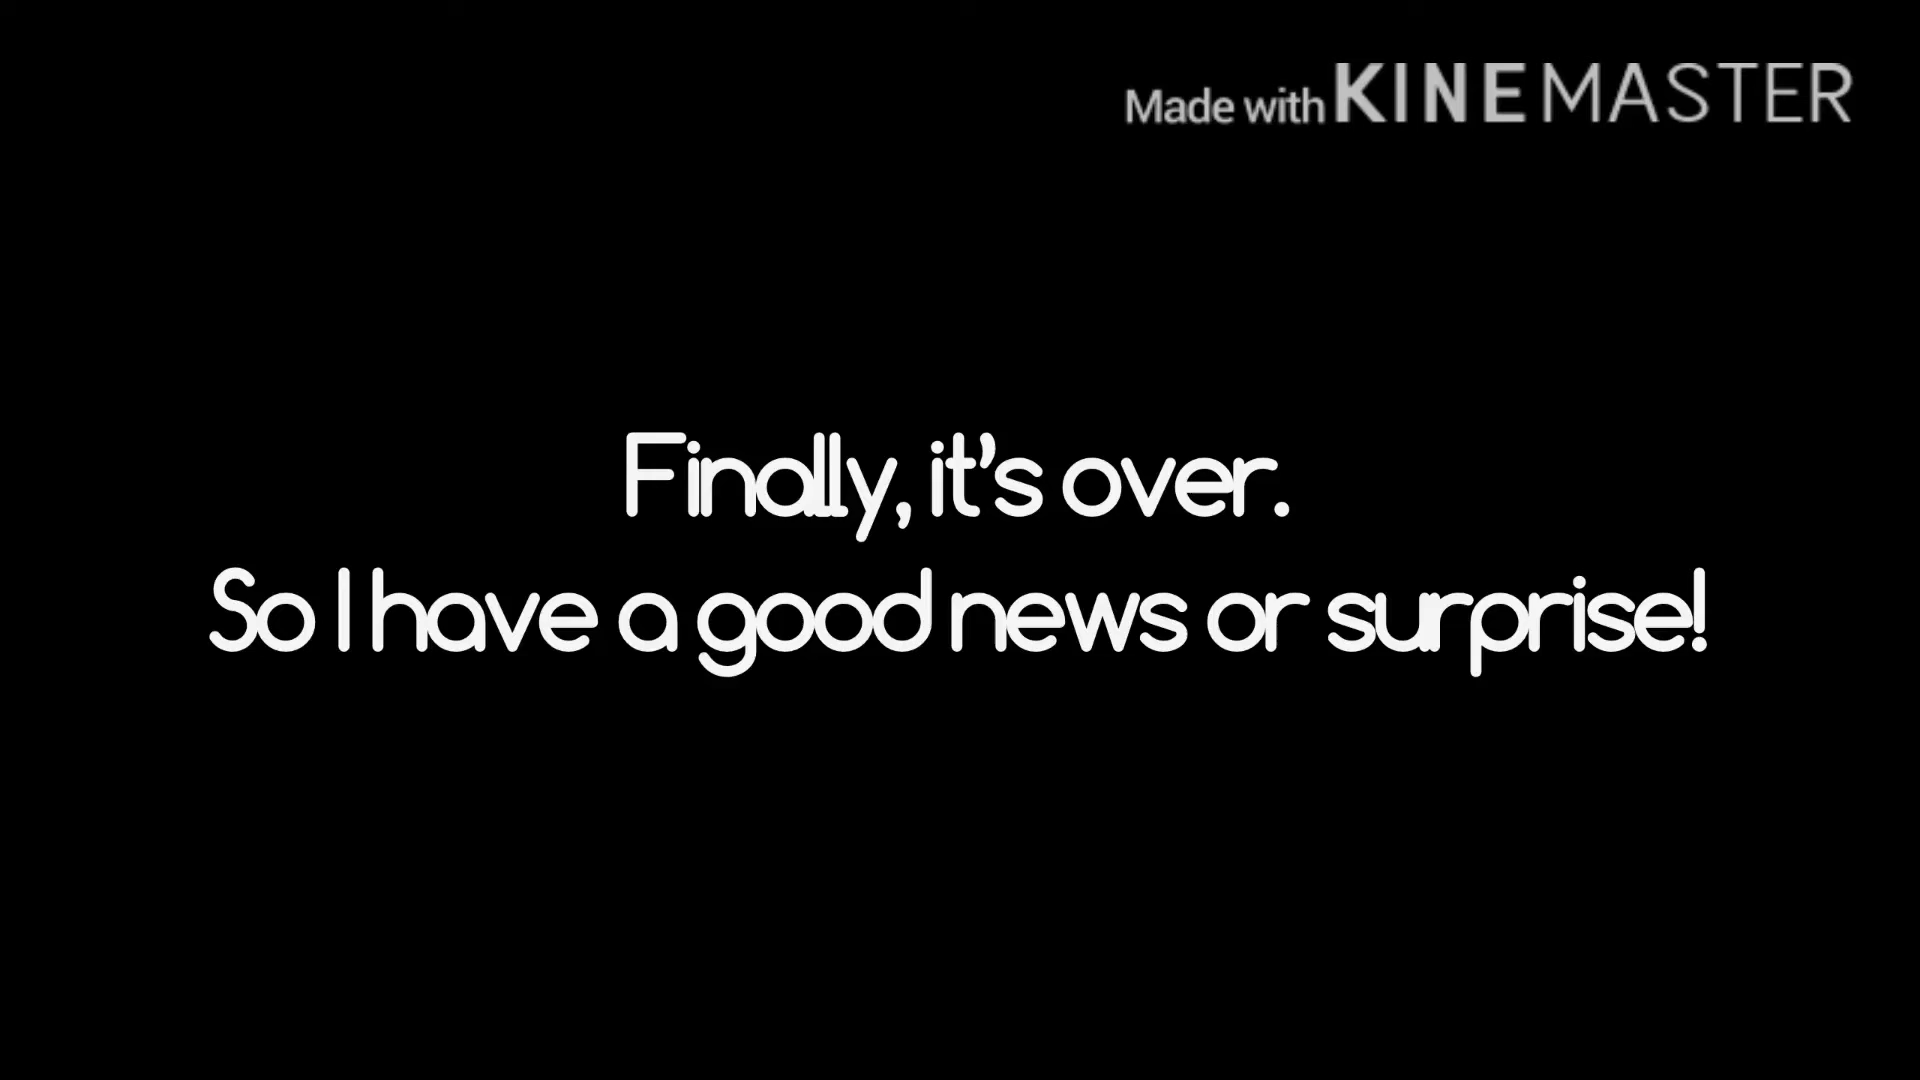 Made with KINEMASTER
Finally, it's over.
So I have a good news or surprise!